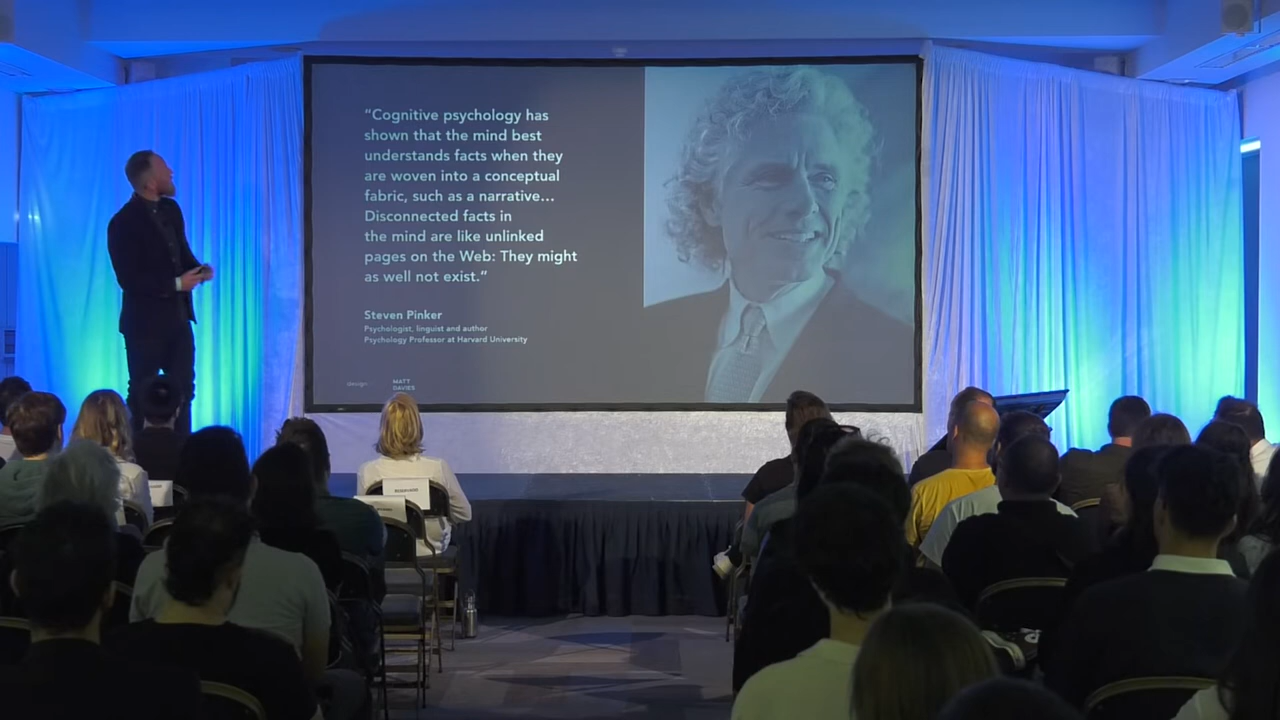 “Cognitive psychology has
shown that the mind best
understands facts when they
are woven into a conceptual
fabric, such as a narrative…
Disconnected facts in
the mind are like unlinked
pages on the Web: They might
as well not exist.”
Steven Pinker
Psychologist, linguist and author
Psychology Professor at Harvard University
design
MATT
DAVIES